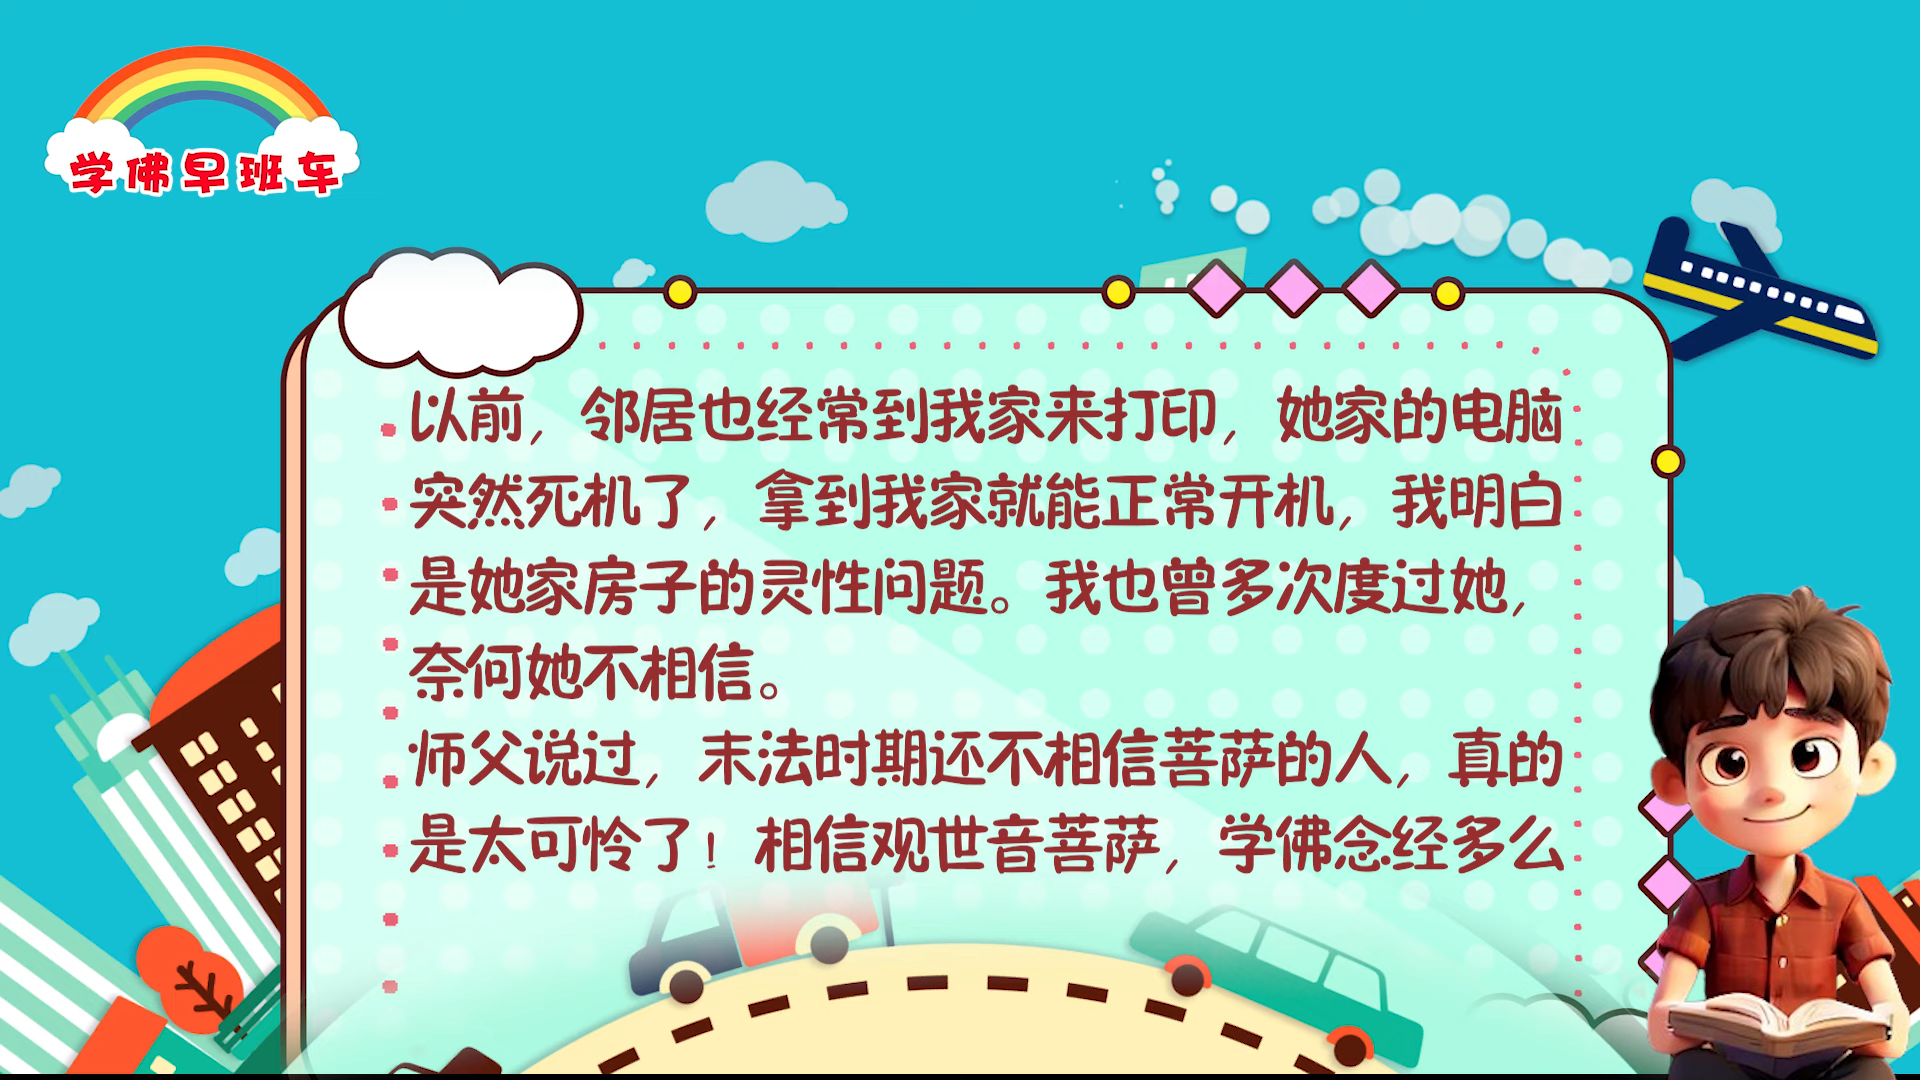 学佛早班车
以前，邻居也经常到我家来打印，她家的电脑
突然死机了，拿到我家就能正常开机，我明白
是她家房子的灵性问题。我也曾多次度过她，
奈何她不相信。
师父说过，末法时期还不相信菩萨的人，真的
是太可怜了！相信观世音菩萨，学佛念经多么